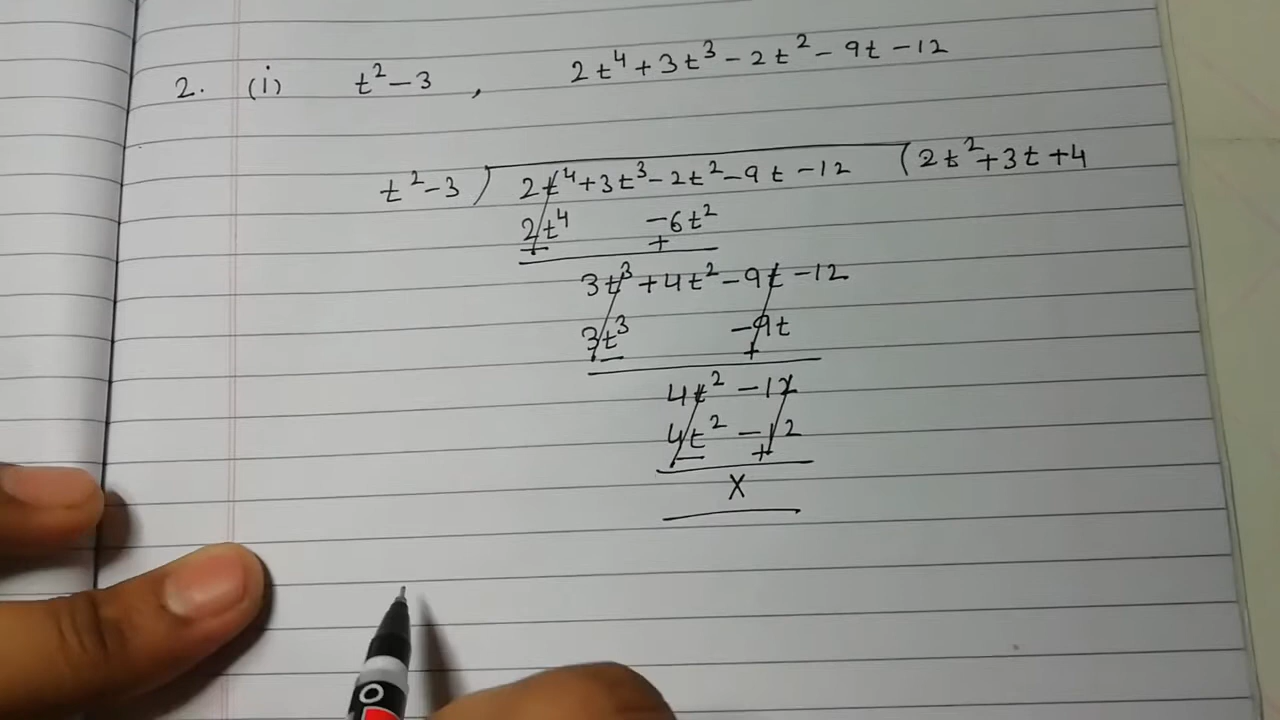 2. (i) t² – 3 , 2t⁴ + 3t³ – 2t² – 9t – 12
t² – 3 ) 2t⁴ + 3t³ – 2t² – 9t – 12 ( 2t² + 3t + 4
2t⁴ – 6t²
– +
3t³ + 4t² – 9t – 12
3t³ – 9t
– +
4t² – 12
4t² – 12
– +
x